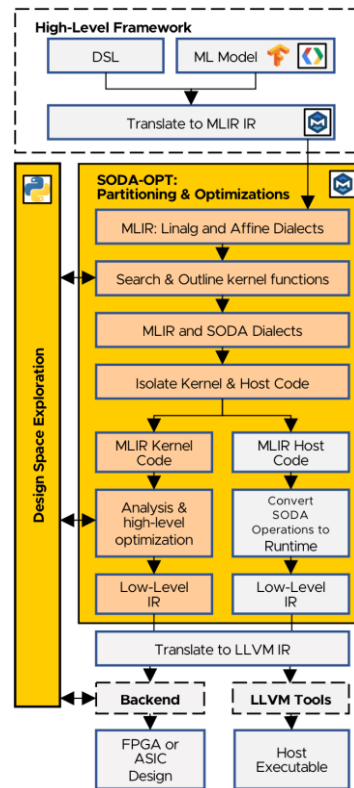 High-Level Framework
DSL
ML Model
Translate to MLIR IR
SODA-OPT:
Partitioning & Optimizations
MLIR: Linalg and Affine Dialects
Search & Outline kernel functions
MLIR and SODA Dialects
Isolate Kernel & Host Code
Design Space Exploration
MLIR Kernel
Code
MLIR Host
Code
Analysis &
high-level
optimization
Convert
SODA
Operations to
Runtime
Low-Level
IR
Low-Level
IR
Translate to LLVM IR
Backend
LLVM Tools
FPGA or
ASIC
Design
Host
Executable